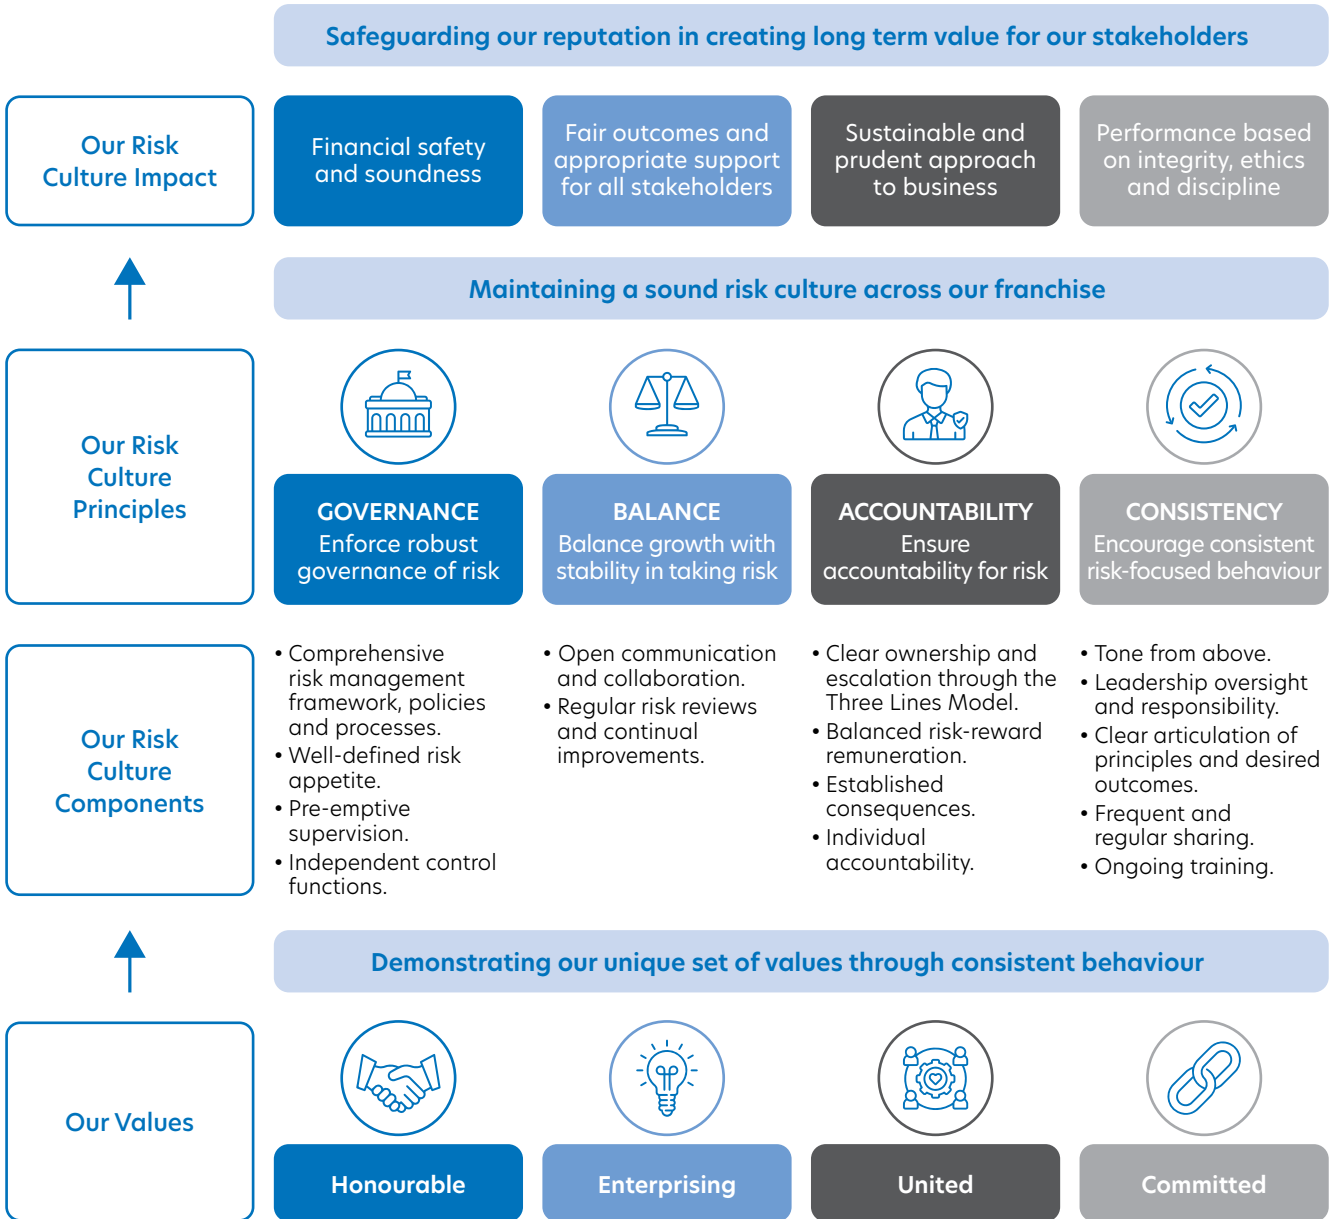 Safeguarding our reputation in creating long term value for our stakeholders
Our Risk
Culture Impact
Financial safety
and soundness
Fair outcomes and
appropriate support
for all stakeholders
Sustainable and
prudent approach
to business
Performance based
on integrity, ethics
and discipline
Maintaining a sound risk culture across our franchise
Our Risk
Culture
Principles
GOVERNANCE
Enforce robust
governance of risk
BALANCE
Balance growth with
stability in taking risk
ACCOUNTABILITY
Ensure
accountability for risk
CONSISTENCY
Encourage consistent
risk-focused behaviour
Our Risk
Culture
Components
• Comprehensive
risk management
framework, policies
and processes.
• Well-defined risk
appetite.
• Pre-emptive
supervision.
• Independent control
functions.
• Open communication
and collaboration.
• Regular risk reviews
and continual
improvements.
• Clear ownership and
escalation through the
Three Lines Model.
• Balanced risk-reward
remuneration.
• Established
consequences.
• Individual
accountability.
• Tone from above.
• Leadership oversight
and responsibility.
• Clear articulation of
principles and desired
outcomes.
• Frequent and
regular sharing.
• Ongoing training.
Demonstrating our unique set of values through consistent behaviour
Our Values
Honourable
Enterprising
United
Committed